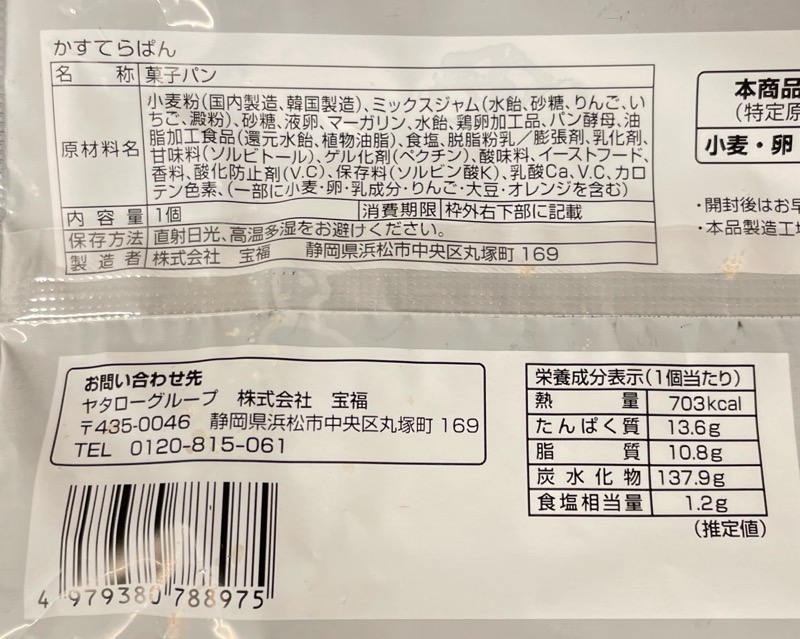 かすてらぱん
名称 菓子パン
原材料名
小麦粉(国内製造、韓国製造)、ミックスジャム(水飴、砂糖、りんご、い
ちご、澱粉)、砂糖、液卵、マーガリン、水飴、鶏卵加工品、パン酵母、油
脂加工食品(還元水飴、植物油脂)、食塩、脱脂粉乳/膨張剤、乳化剤、
甘味料(ソルビトール)、ゲル化剤(ペクチン)、酸味料、イーストフード、
香料、酸化防止剤(V.C)、保存料(ソルビン酸K)、乳酸Ca、V.C、カロ
テン色素、(一部に小麦・卵・乳成分・りんご・大豆・オレンジを含む)
内容量 1個 消費期限 枠外右下部に記載
保存方法 直射日光、高温多湿をお避けください。
製造者 株式会社 宝福 静岡県浜松市中央区丸塚町169
本商品
(特定原
小麦・卵
・開封後はお早
・本品製造工場
お問い合わせ先
ヤタローグループ 株式会社 宝福
〒435-0046 静岡県浜松市中央区丸塚町169
TEL 0120-815-061
栄養成分表示(1個当たり)
熱量 703kcal
たんぱく質 13.6g
脂質 10.8g
炭水化物 137.9g
食塩相当量 1.2g
(推定値)
4 979380 788975